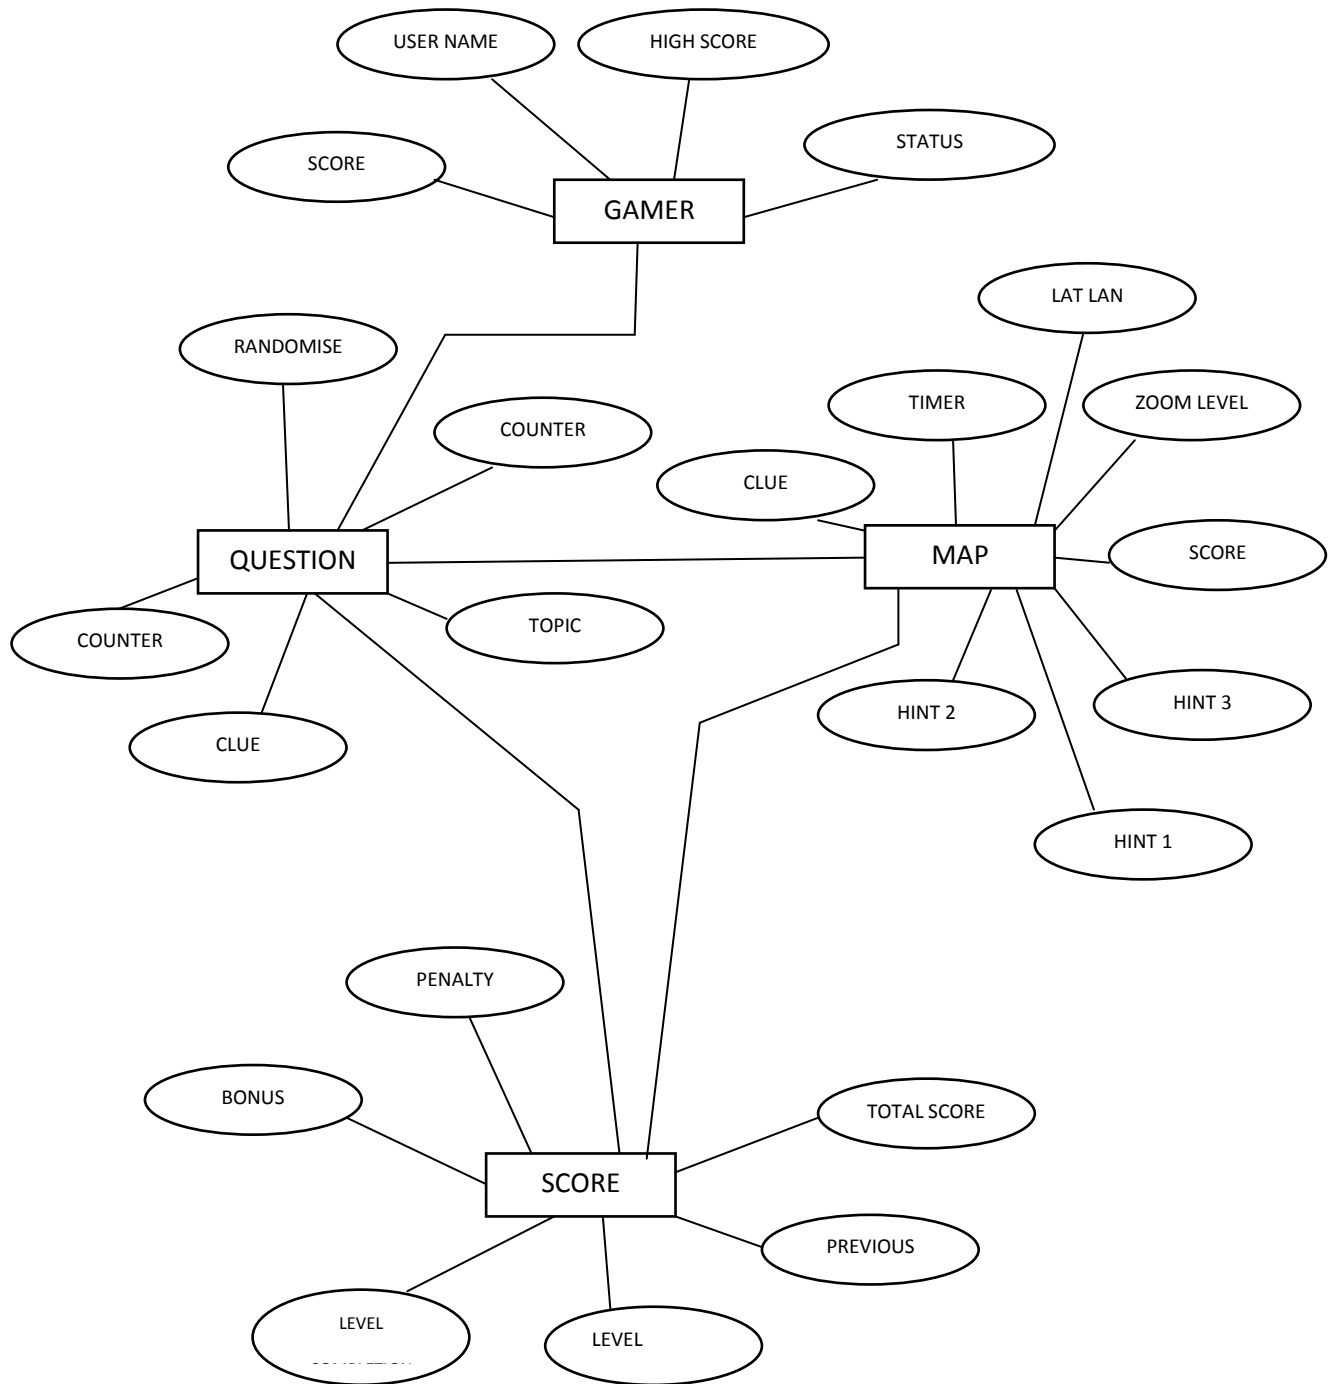 USER NAME
HIGH SCORE
STATUS
SCORE
GAMER
LAT LAN
RANDOMISE
TIMER
ZOOM LEVEL
COUNTER
CLUE
QUESTION
MAP
SCORE
COUNTER
TOPIC
HINT 2
HINT 3
CLUE
HINT 1
PENALTY
BONUS
TOTAL SCORE
SCORE
PREVIOUS
LEVEL
LEVEL